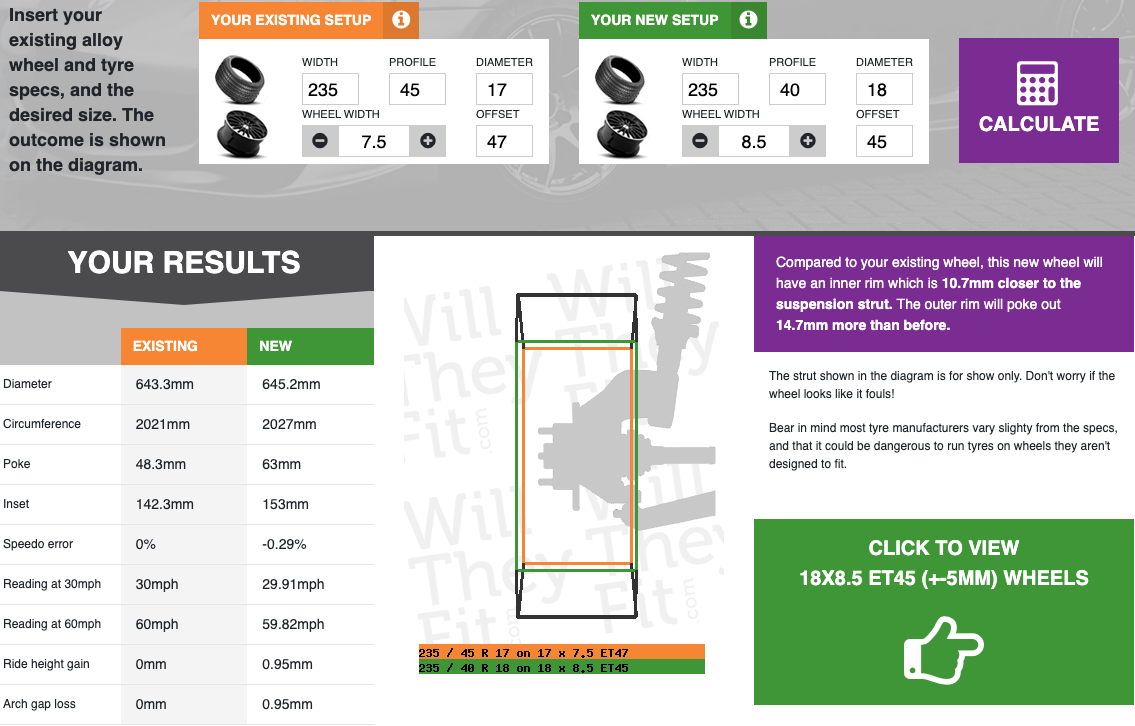 Insert your
existing alloy
wheel and tyre
specs, and the
desired size. The
outcome is shown
on the diagram.
YOUR EXISTING SETUP
WIDTH PROFILE DIAMETER
235 45 17
WHEEL WIDTH OFFSET
7.5 47
YOUR NEW SETUP
WIDTH PROFILE DIAMETER
235 40 18
WHEEL WIDTH OFFSET
8.5 45
CALCULATE
YOUR RESULTS
EXISTING NEW
Diameter 643.3mm 645.2mm
Circumference 2021mm 2027mm
Poke 48.3mm 63mm
Inset 142.3mm 153mm
Speedo error 0% -0.29%
Reading at 30mph 30mph 29.91mph
Reading at 60mph 60mph 59.82mph
Ride height gain 0mm 0.95mm
Arch gap loss 0mm 0.95mm
Will Will
They They
Fit.com Fit
Will Will
They They
Fit.com Fit.com
235 / 45 R 17 on 17 x 7.5 ET47
235 / 40 R 18 on 18 x 8.5 ET45
Compared to your existing wheel, this new wheel will
have an inner rim which is 10.7mm closer to the
suspension strut. The outer rim will poke out
14.7mm more than before.
The strut shown in the diagram is for show only. Don't worry if the
wheel looks like it fouls!
Bear in mind most tyre manufacturers vary slighty from the specs,
and that it could be dangerous to run tyres on wheels they aren't
designed to fit.
CLICK TO VIEW
18X8.5 ET45 (+-5MM) WHEELS